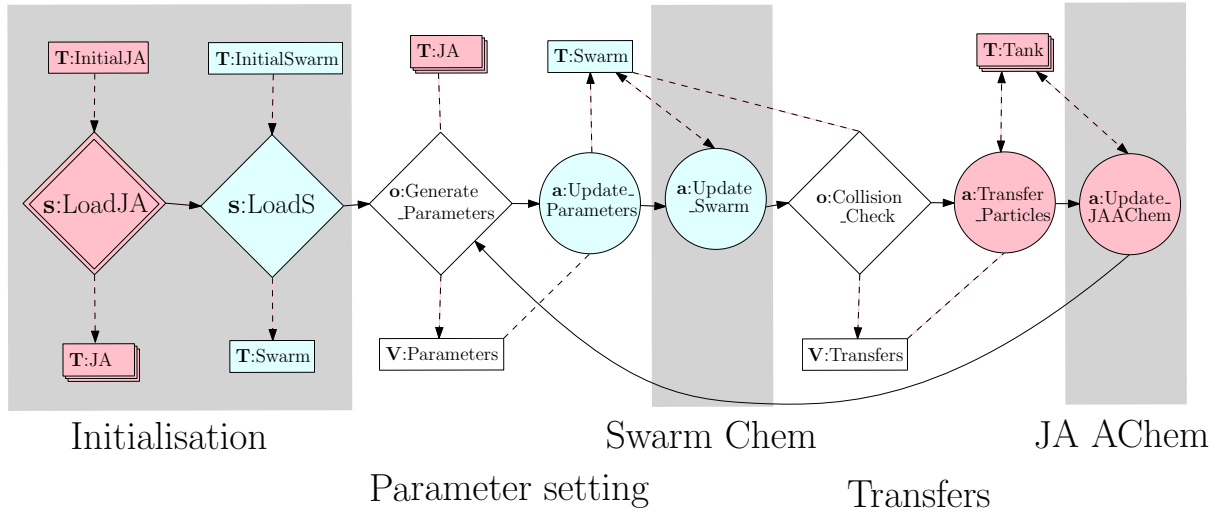 T:InitialJA
T:InitialSwarm
T:JA
T:Swarm
T:Tank
s:LoadJA
s:LoadS
o:Generate
_Parameters
a:Update_
Parameters
a:Update
_Swarm
o:Collision
_Check
a:Transfer
_Particles
a:Update_
JAAChem
T:JA
T:Swarm
V:Parameters
V:Transfers
Initialisation
Swarm Chem
JA AChem
Parameter setting
Transfers